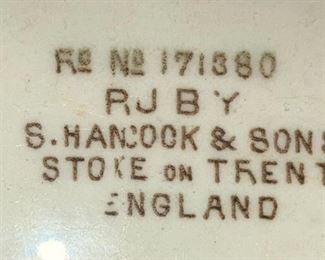 Rd No 171380
RUBY
S. HANCOCK & SONS
STOKE ON TRENT
ENGLAND